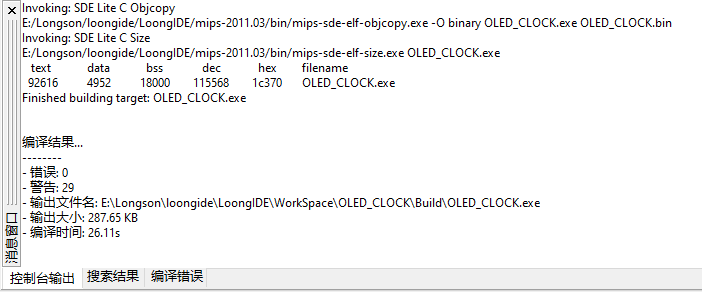 Invoking: SDE Lite C Objcopy
E:/Longson/loongide/LoongIDE/mips-2011.03/bin/mips-sde-elf-objcopy.exe -O binary OLED_CLOCK.exe OLED_CLOCK.bin
Invoking: SDE Lite C Size
E:/Longson/loongide/LoongIDE/mips-2011.03/bin/mips-sde-elf-size.exe OLED_CLOCK.exe
text data bss dec hex filename
92616 4952 18000 115568 1c370 OLED_CLOCK.exe
Finished building target: OLED_CLOCK.exe
编译结果...
--------
- 错误: 0
- 警告: 29
- 输出文件名: E:\Longson\loongide\LoongIDE\WorkSpace\OLED_CLOCK\Build\OLED_CLOCK.exe
- 输出大小: 287.65 KB
- 编译时间: 26.11s
消息窗口
控制台输出 搜索结果 编译错误